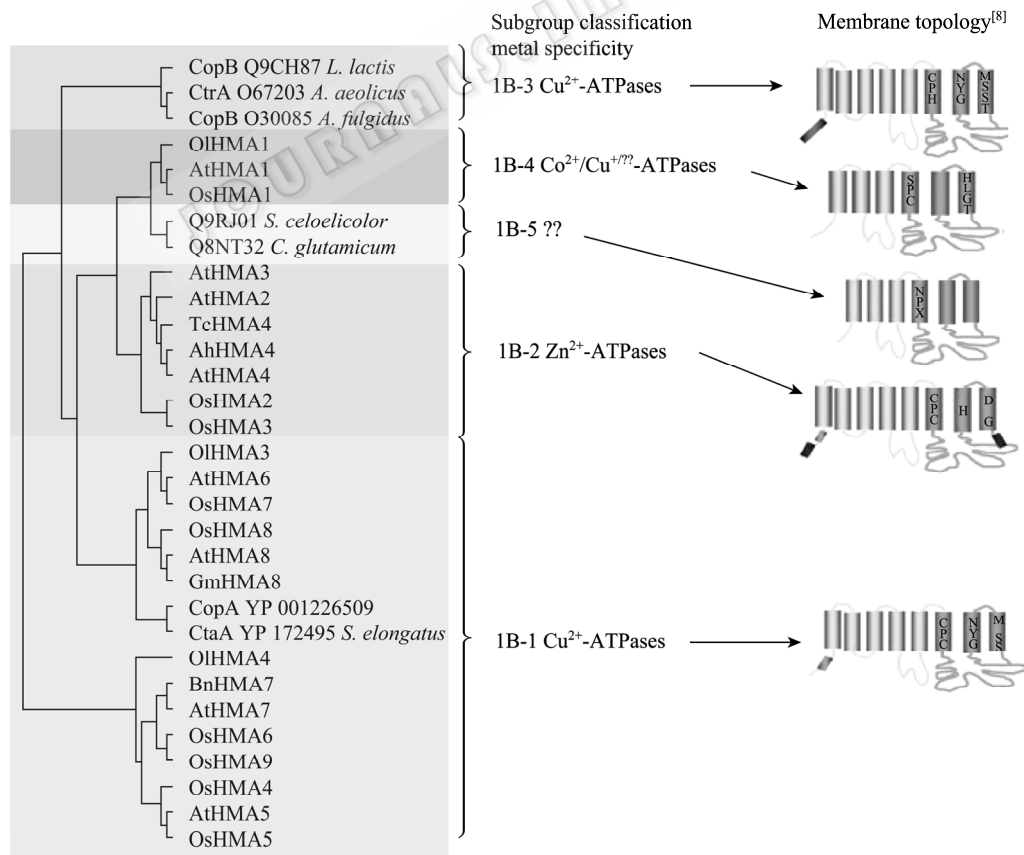 Subgroup classification
metal specificity
Membrane topology[8]
CopB Q9CH87 L. lactis
CtrA O67203 A. aeolicus
CopB O30085 A. fulgidus
OlHMA1
AtHMA1
OsHMA1
Q9RJ01 S. celoelicolor
Q8NT32 C. glutamicum
AtHMA3
AtHMA2
TcHMA4
AhHMA4
AtHMA4
OsHMA2
OsHMA3
OlHMA3
AtHMA6
OsHMA7
OsHMA8
AtHMA8
GmHMA8
CopA YP 001226509
CtaA YP 172495 S. elongatus
OlHMA4
BnHMA7
AtHMA7
OsHMA6
OsHMA9
OsHMA4
AtHMA5
OsHMA5
1B-3 Cu2+-ATPases
1B-4 Co2+/Cu+/??-ATPases
1B-5 ??
1B-2 Zn2+-ATPases
1B-1 Cu2+-ATPases
CPH NYG MSST
SPC HLGT
NPX
CPC H D G
CPC NYG M SS